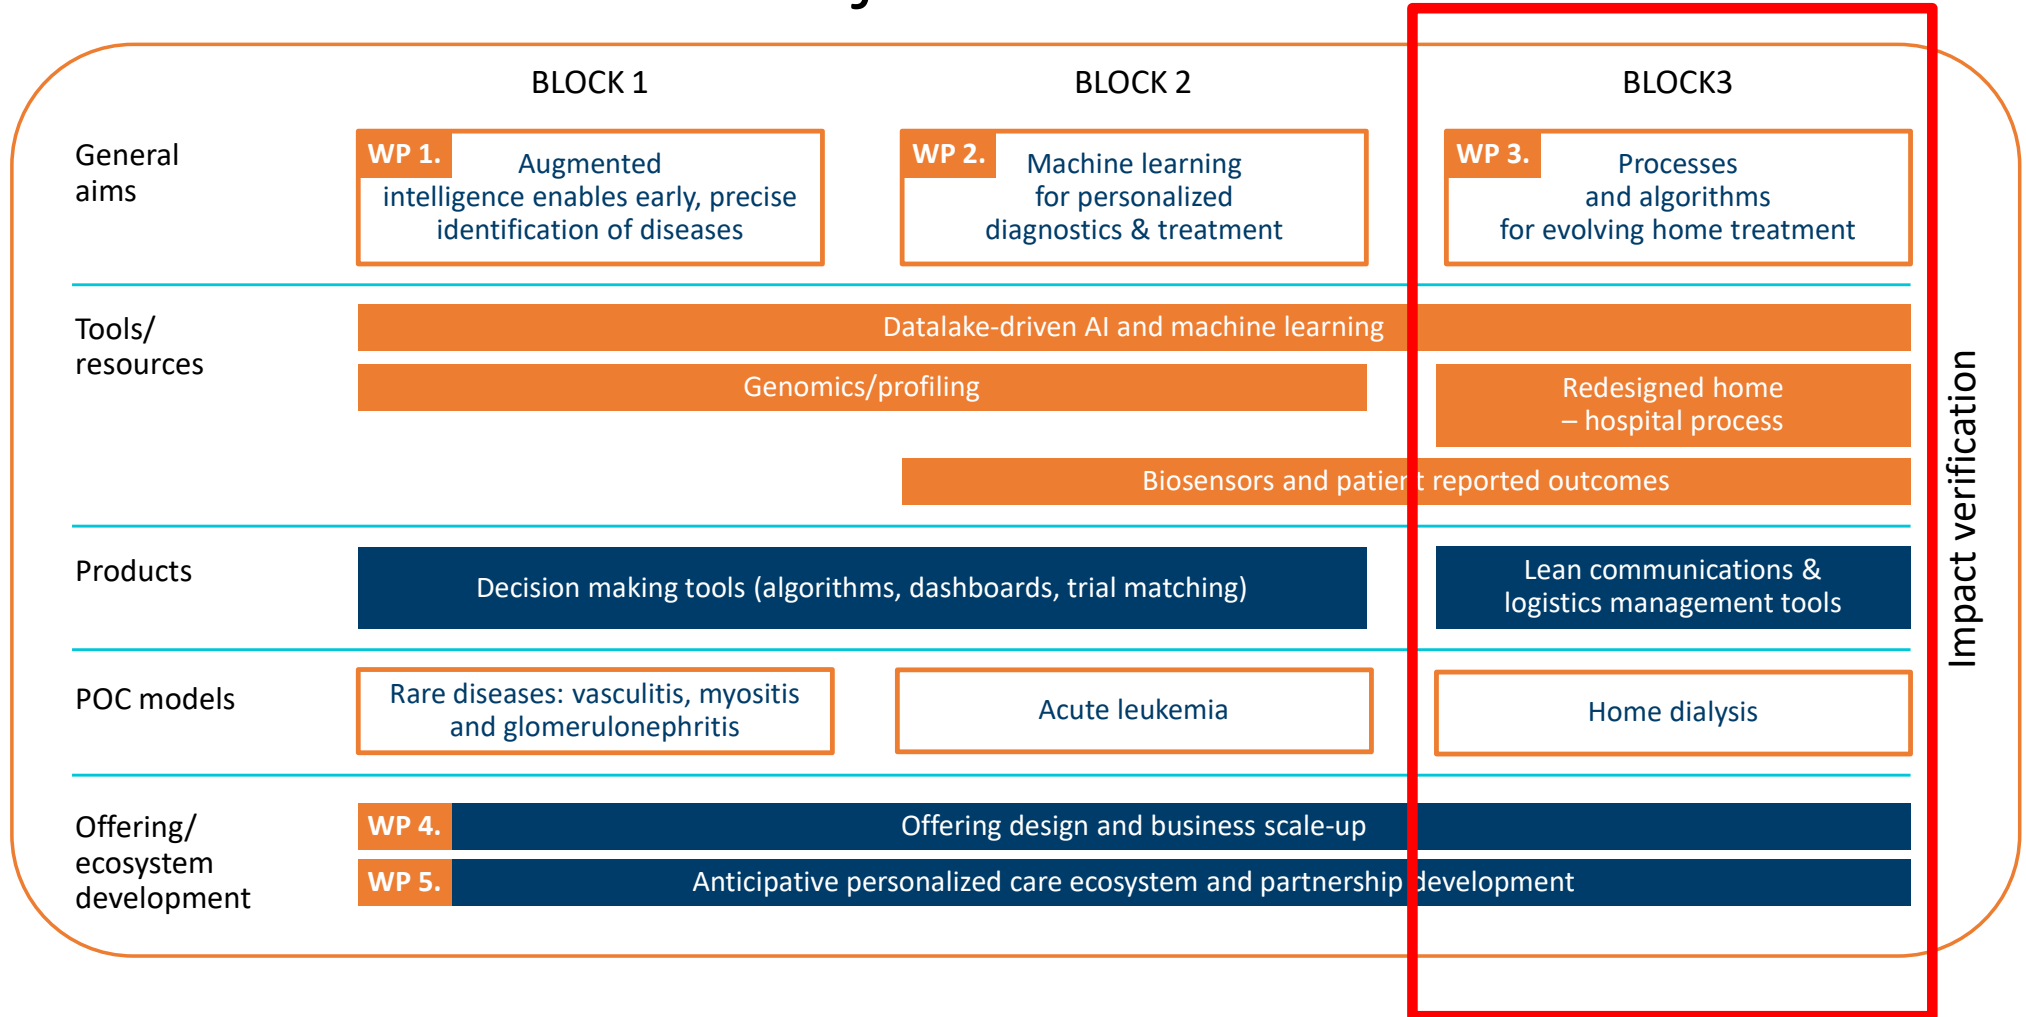 BLOCK 1
BLOCK 2
BLOCK3
General
aims
WP 1.
Augmented
intelligence enables early, precise
identification of diseases
WP 2.
Machine learning
for personalized
diagnostics & treatment
WP 3.
Processes
and algorithms
for evolving home treatment
Tools/
resources
Datalake-driven AI and machine learning
Genomics/profiling
Redesigned home
– hospital process
Biosensors and patient reported outcomes
Products
Decision making tools (algorithms, dashboards, trial matching)
Lean communications &
logistics management tools
POC models
Rare diseases: vasculitis, myositis
and glomerulonephritis
Acute leukemia
Home dialysis
Offering/
ecosystem
development
WP 4.
Offering design and business scale-up
WP 5.
Anticipative personalized care ecosystem and partnership development
Impact verification